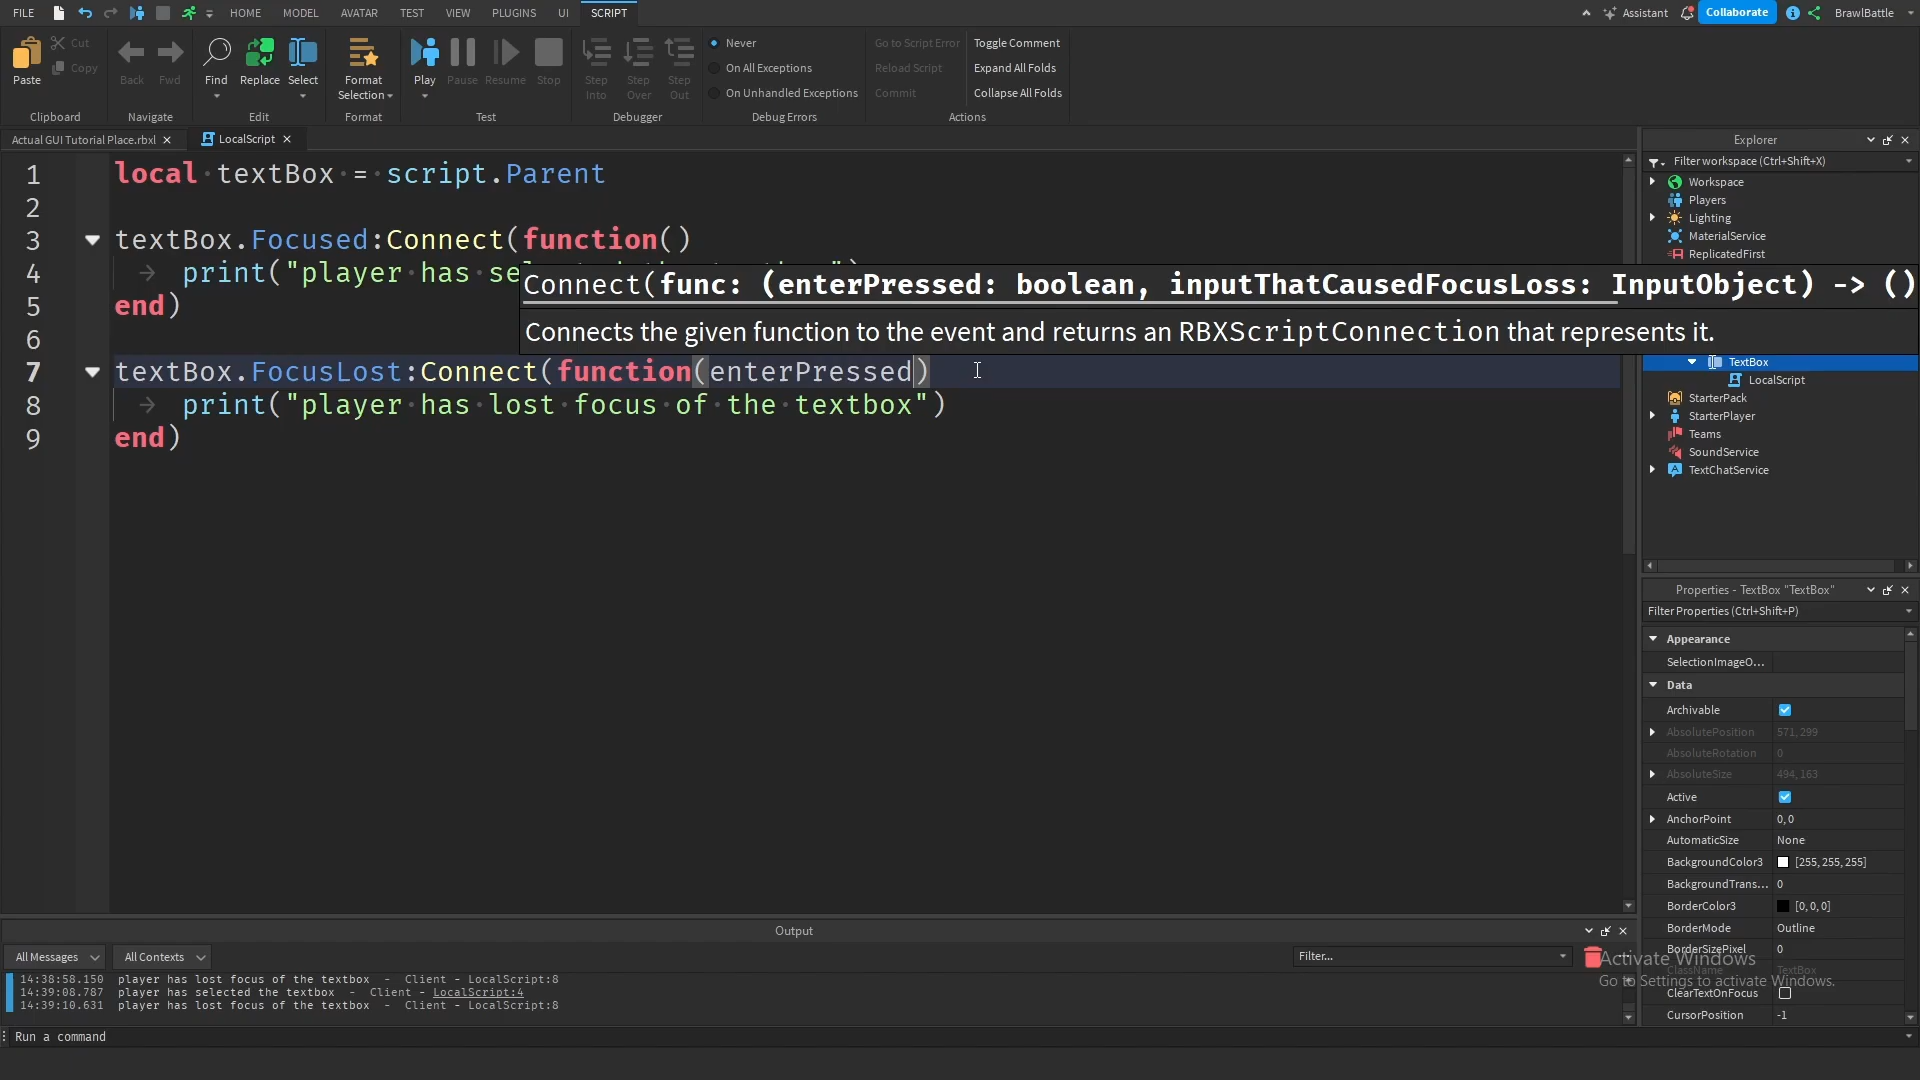 FILE HOME MODEL AVATAR TEST VIEW PLUGINS UI SCRIPT Assistant Collaborate BrawlBattle
Paste Cut Copy Back Fwd Find Replace Select Format Selection Play Pause Resume Stop Step Into Step Over Step Out
Never
On All Exceptions
On Unhandled Exceptions
Go to Script Error
Reload Script
Commit
Toggle Comment
Expand All Folds
Collapse All Folds
Clipboard Navigate Edit Format Test Debugger Debug Errors Actions
Actual GUI Tutorial Place.rbxl LocalScript
1 local textBox = script.Parent
2
3 textBox.Focused:Connect(function()
4 print("player has se
Connect(func: (enterPressed: boolean, inputThatCausedFocusLoss: InputObject) -> ()
5 end)
Connects the given function to the event and returns an RBXScriptConnection that represents it.
6
7 textBox.FocusLost:Connect(function(enterPressed)
8 print("player has lost focus of the textbox")
9 end)
Explorer
Filter workspace (Ctrl+Shift+X)
Workspace
Players
Lighting
MaterialService
ReplicatedFirst
TextBox
LocalScript
StarterPack
StarterPlayer
Teams
SoundService
TextChatService
Properties - TextBox "TextBox"
Filter Properties (Ctrl+Shift+P)
Appearance
SelectionImageO...
Data
Archivable
AbsolutePosition 571, 299
AbsoluteRotation 0
AbsoluteSize 494, 163
Active
AnchorPoint 0, 0
AutomaticSize None
BackgroundColor3 [255, 255, 255]
BackgroundTrans... 0
BorderColor3 [0, 0, 0]
BorderMode Outline
BorderSizePixel 0
ClassName TextBox
ClearTextOnFocus
CursorPosition -1
Activate Windows
Go to Settings to activate Windows.
Output
All Messages All Contexts Filter...
14:38:58.150 player has lost focus of the textbox - Client - LocalScript:8
14:39:08.787 player has selected the textbox - Client - LocalScript:4
14:39:10.631 player has lost focus of the textbox - Client - LocalScript:8
Run a command